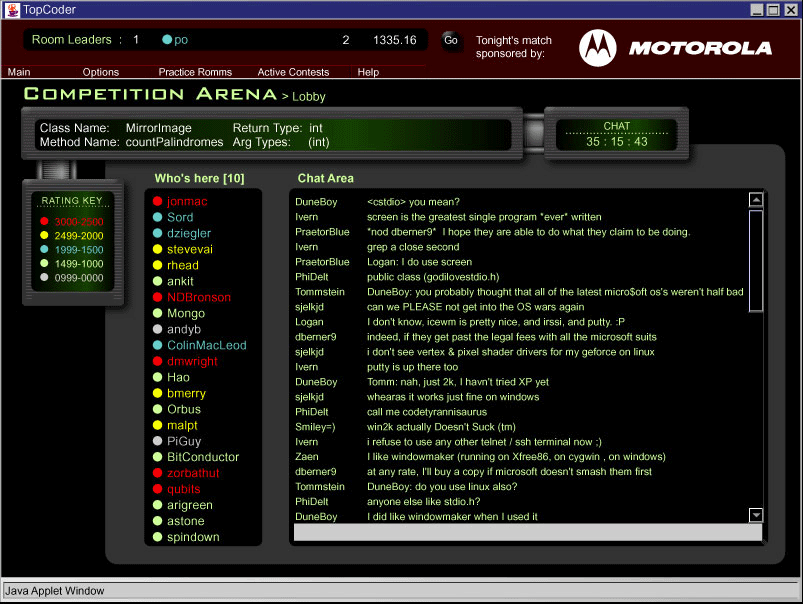 TopCoder
Room Leaders : 1 po 2 1335.16 Go
Tonight's match
sponsored by:
MOTOROLA
Main Options Practice Romms Active Contests Help
COMPETITION ARENA > Lobby
Class Name: MirrorImage Return Type: int
Method Name: countPalindromes Arg Types: (int)
CHAT
35 : 15 : 43
RATING KEY
3000-2500
2499-2000
1999-1500
1499-1000
0999-0000
Who's here [10]
jonmac
Sord
dziegler
stevevai
rhead
ankit
NDBronson
Mongo
andyb
ColinMacLeod
dmwright
Hao
bmerry
Orbus
malpt
PiGuy
BitConductor
zorbathut
qubits
arigreen
astone
spindown
Chat Area
DuneBoy <cstdio> you mean?
Ivern screen is the greatest single program *ever* written
PraetorBlue *nod dberner9* I hope they are able to do what they claim to be doing.
Ivern grep a close second
PraetorBlue Logan: I do use screen
PhiDelt public class (godilovestdio.h)
Tommstein DuneBoy: you probably thought that all of the latest micro$oft os's weren't half bad
sjelkjd can we PLEASE not get into the OS wars again
Logan I don't know, icewm is pretty nice, and irssi, and putty. :P
dberner9 indeed, if they get past the legal fees with all the microsoft suits
sjelkjd i don't see vertex & pixel shader drivers for my geforce on linux
Ivern putty is up there too
DuneBoy Tomm: nah, just 2k, I havn't tried XP yet
sjelkjd whearas it works just fine on windows
PhiDelt call me codetyrannisaurus
Smiley=) win2k actually Doesn't Suck (tm)
Ivern i refuse to use any other telnet / ssh terminal now ;)
Zaen I like windowmaker (running on Xfree86, on cygwin , on windows)
dberner9 at any rate, I'll buy a copy if microsoft doesn't smash them first
Tommstein DuneBoy: do you use linux also?
PhiDelt anyone else like stdio.h?
DuneBoy I did like windowmaker when I used it
Java Applet Window